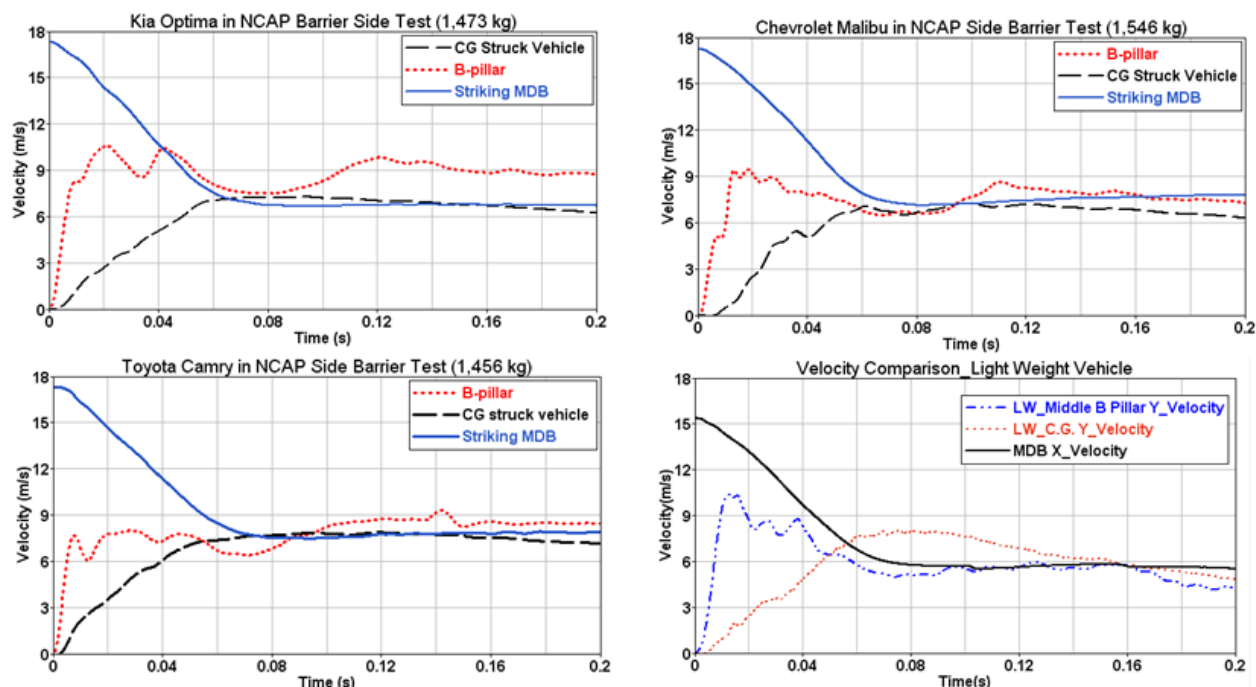 Kia Optima in NCAP Barrier Side Test (1,473 kg)
18
15
12
9
6
3
0
Velocity (m/s)
CG Struck Vehicle
B-pillar
Striking MDB
0
0.04
0.08
0.12
0.16
0.2
Time (s)
Chevrolet Malibu in NCAP Side Barrier Test (1,546 kg)
18
15
12
9
6
3
0
Velocity (m/s)
B-pillar
CG Struck Vehicle
Striking MDB
0
0.04
0.08
0.12
0.16
0.2
Time (s)
Toyota Camry in NCAP Side Barrier Test (1,456 kg)
18
15
12
9
6
3
0
Velocity (m/s)
B-pillar
CG struck vehicle
Striking MDB
0
0.04
0.08
0.12
0.16
0.2
Time (s)
Velocity Comparison_Light Weight Vehicle
18
15
12
9
6
3
0
Velocity(m/s)
LW_Middle B Pillar Y_Velocity
LW_C.G. Y_Velocity
MDB X_Velocity
0
0.04
0.08
0.12
0.16
0.2
Time(s)